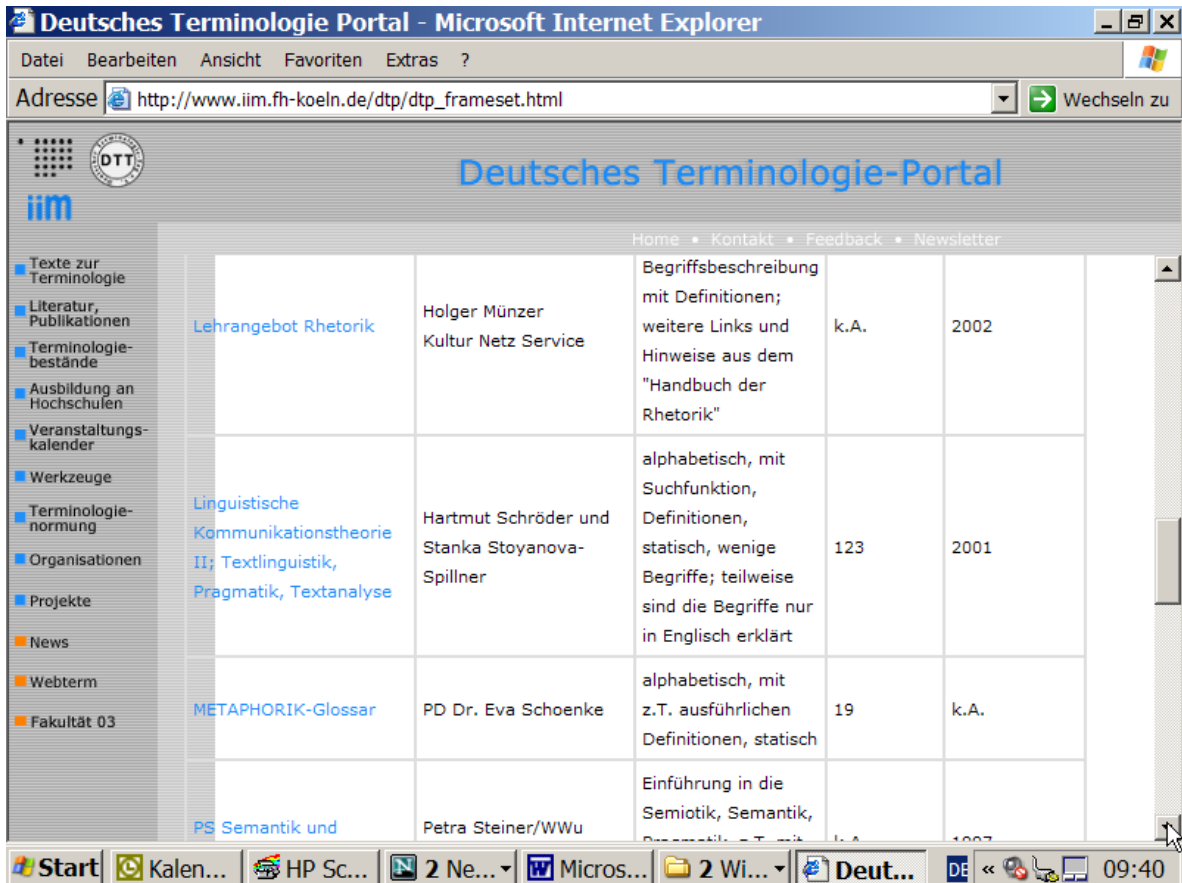 Deutsches Terminologie Portal - Microsoft Internet Explorer
Datei Bearbeiten Ansicht Favoriten Extras ?
Adresse http://www.iim.fh-koeln.de/dtp/dtp_frameset.html Wechseln zu
DTT
iim
Deutsches Terminologie-Portal
Home • Kontakt • Feedback • Newsletter
Texte zur
Terminologie
Literatur,
Publikationen
Terminologie-
bestände
Ausbildung an
Hochschulen
Veranstaltungs-
kalender
Werkzeuge
Terminologie-
normung
Organisationen
Projekte
News
Webterm
Fakultät 03
Lehrangebot Rhetorik
Holger Münzer
Kultur Netz Service
Begriffsbeschreibung
mit Definitionen;
weitere Links und
Hinweise aus dem
"Handbuch der
Rhetorik"
k.A.
2002
Linguistische
Kommunikationstheorie
II; Textlinguistik,
Pragmatik, Textanalyse
Hartmut Schröder und
Stanka Stoyanova-
Spillner
alphabetisch, mit
Suchfunktion,
Definitionen,
statisch, wenige
Begriffe; teilweise
sind die Begriffe nur
in Englisch erklärt
123
2001
METAPHORIK-Glossar
PD Dr. Eva Schoenke
alphabetisch, mit
z.T. ausführlichen
Definitionen, statisch
19
k.A.
PS Semantik und
Petra Steiner/WWu
Einführung in die
Semiotik, Semantik,
Pragmatik, z.T. mit
k.A.
1997
Start Kalen... HP Sc... 2 Ne... Micros... 2 Wi... Deut... DE « 09:40